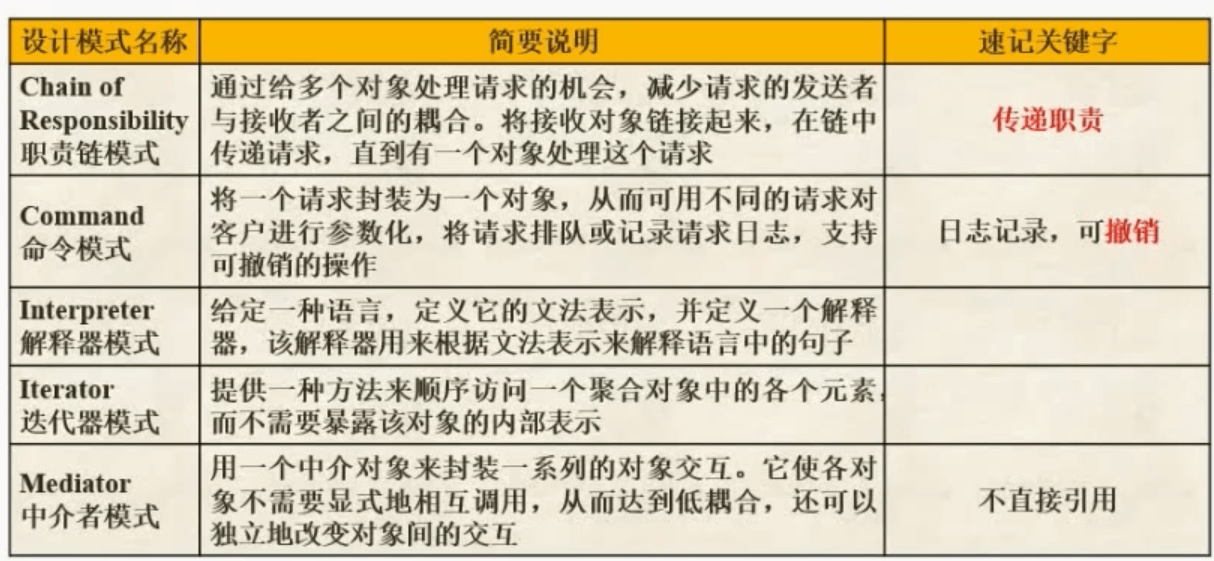 设计模式名称 简要说明 速记关键字
Chain of
Responsibility
职责链模式
通过给多个对象处理请求的机会，减少请求的发送者
与接收者之间的耦合。将接收对象链接起来，在链中
传递请求，直到有一个对象处理这个请求
传递职责
Command
命令模式
将一个请求封装为一个对象，从而可用不同的请求对
客户进行参数化，将请求排队或记录请求日志，支持
可撤销的操作
日志记录，可撤销
Interpreter
解释器模式
给定一种语言，定义它的文法表示，并定义一个解释
器，该解释器用来根据文法表示来解释语言中的句子
Iterator
迭代器模式
提供一种方法来顺序访问一个聚合对象中的各个元素，
而不需要暴露该对象的内部表示
Mediator
中介者模式
用一个中介对象来封装一系列的对象交互。它使各对
象不需要显式地相互调用，从而达到低耦合，还可以
独立地改变对象间的交互
不直接引用